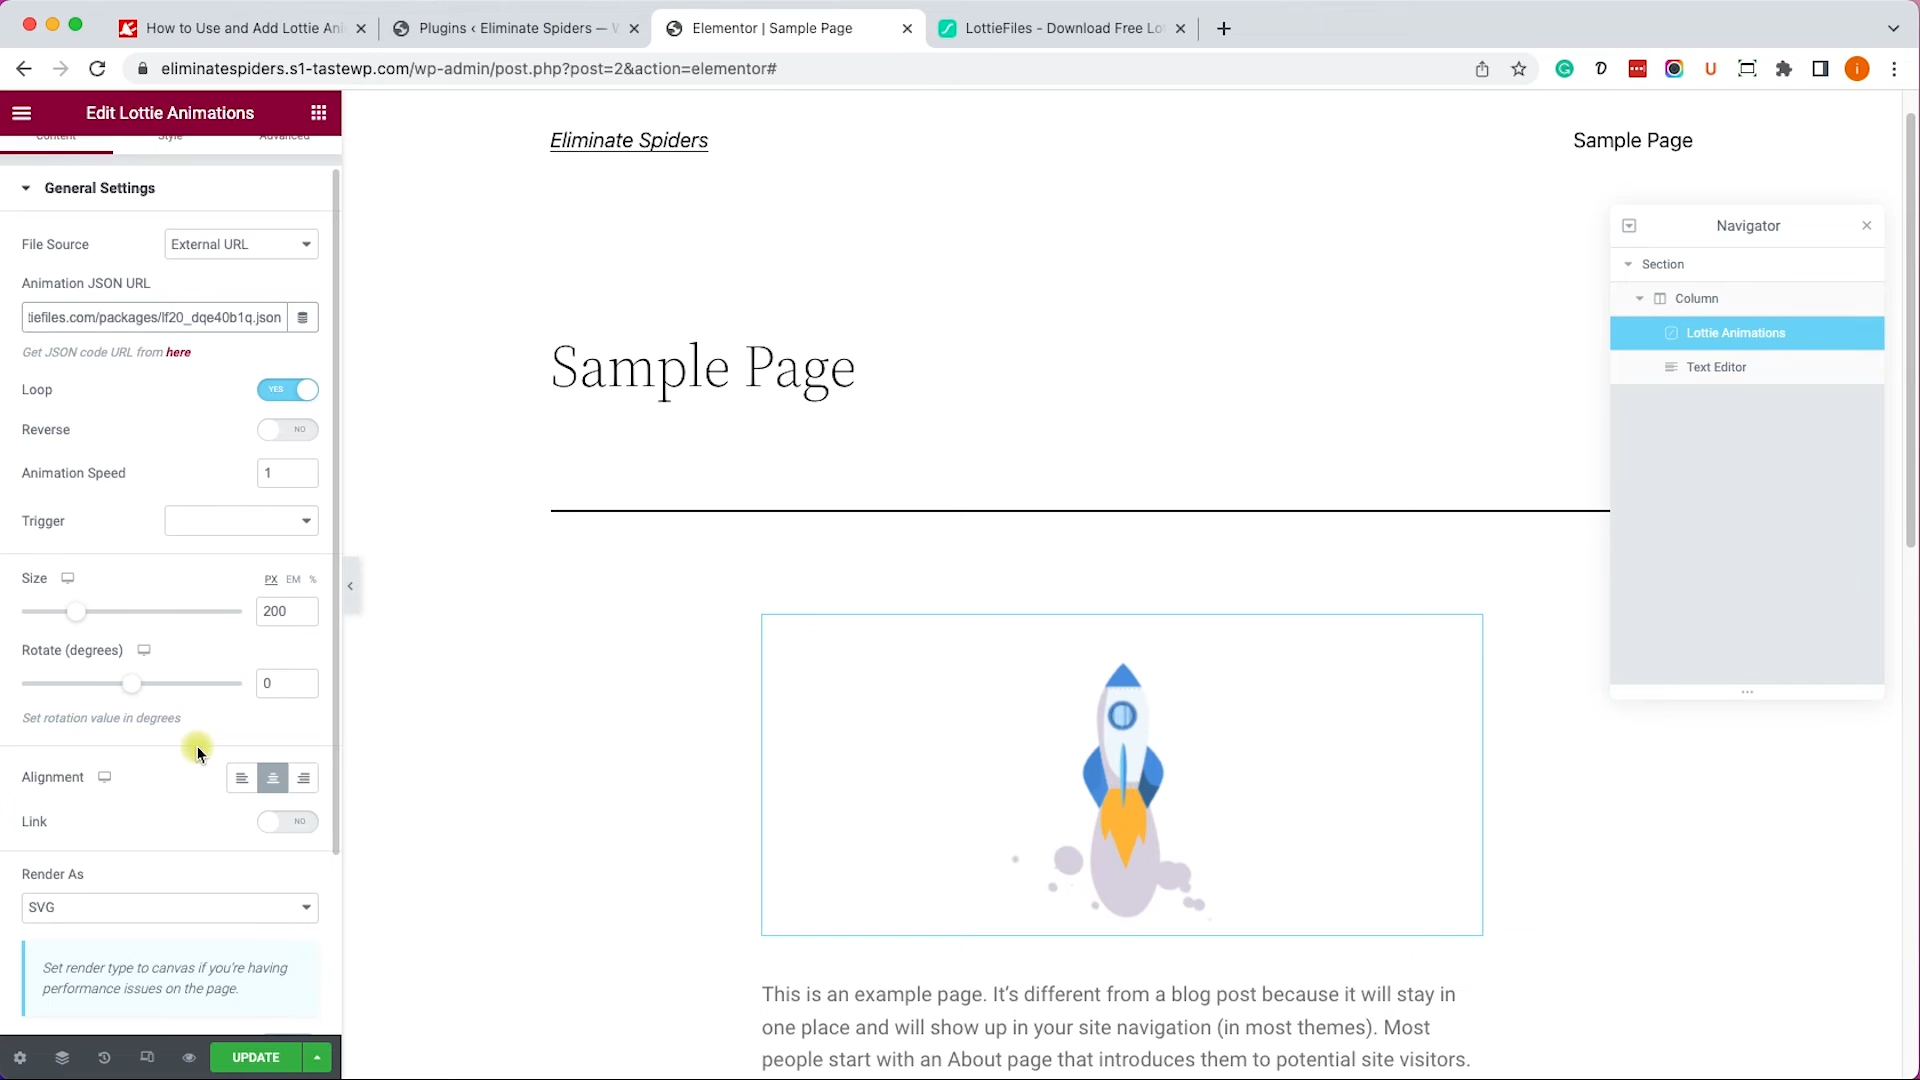 How to Use and Add Lottie Ani
Plugins ‹ Eliminate Spiders — W
Elementor | Sample Page
LottieFiles - Download Free Lo
eliminatespiders.s1-tastewp.com/wp-admin/post.php?post=2&action=elementor#
Edit Lottie Animations
Content
Style
Advanced
General Settings
File Source
External URL
Animation JSON URL
tiefiles.com/packages/lf20_dqe40b1q.json
Get JSON code URL from here
Loop
YES
Reverse
NO
Animation Speed
1
Trigger
Size
PX EM %
200
Rotate (degrees)
0
Set rotation value in degrees
Alignment
Link
NO
Render As
SVG
Set render type to canvas if you're having
performance issues on the page.
UPDATE
Eliminate Spiders
Sample Page
Sample Page
This is an example page. It's different from a blog post because it will stay in
one place and will show up in your site navigation (in most themes). Most
people start with an About page that introduces them to potential site visitors.
Navigator
Section
Column
Lottie Animations
Text Editor